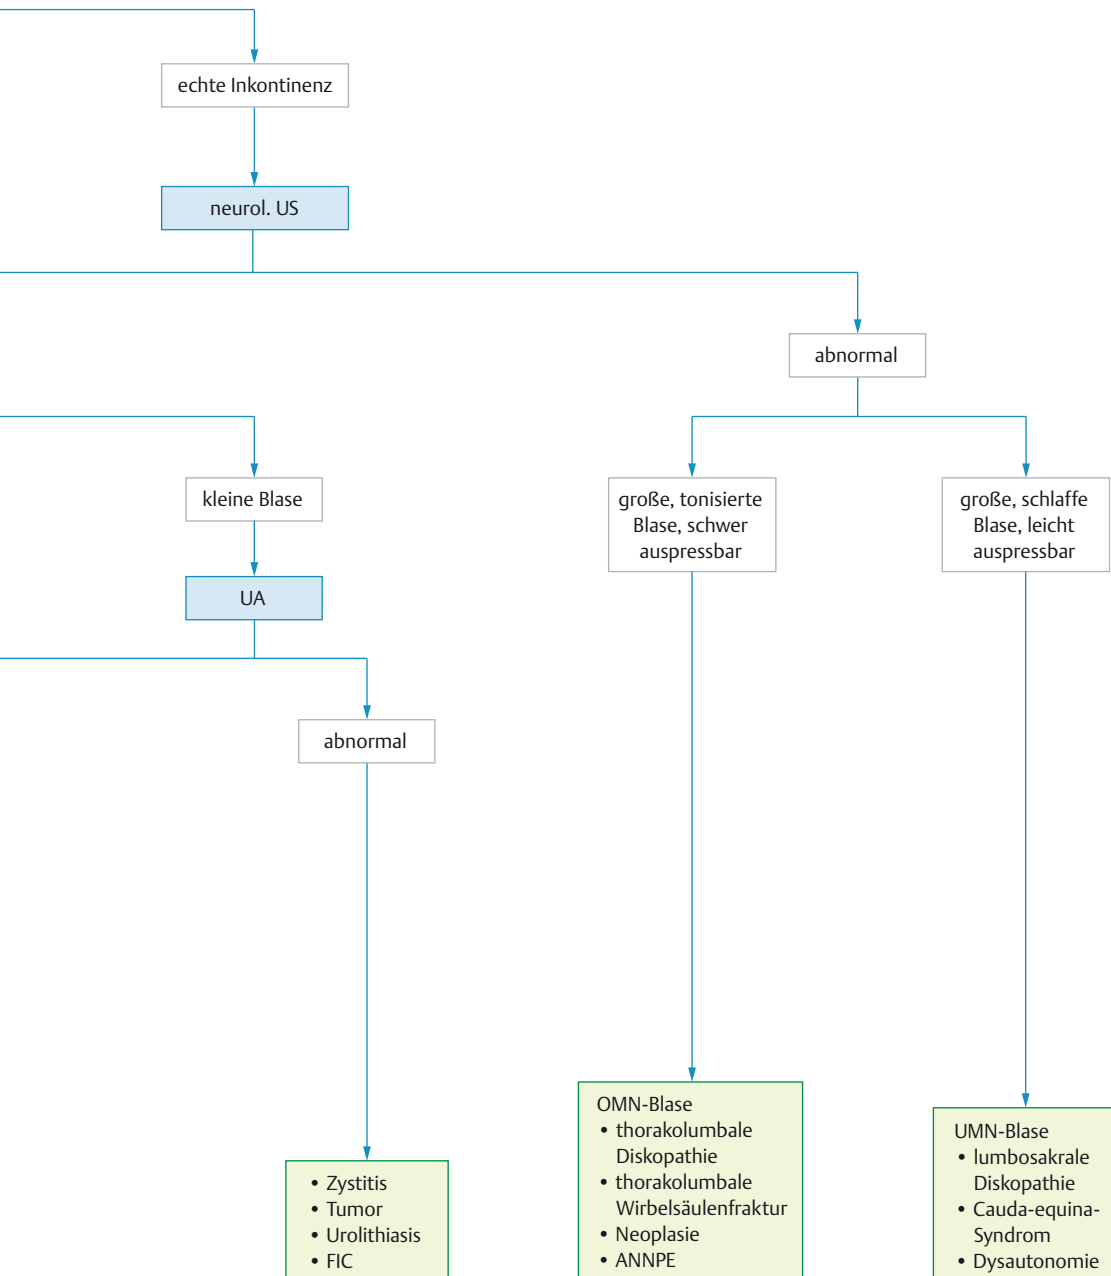 echte Inkontinenz
neurol. US
abnormal
kleine Blase
große, tonisierte
Blase, schwer
auspressbar
große, schlaffe
Blase, leicht
auspressbar
UA
abnormal
• Zystitis
• Tumor
• Urolithiasis
• FIC
OMN-Blase
• thorakolumbale
Diskopathie
• thorakolumbale
Wirbelsäulenfraktur
• Neoplasie
• ANNPE
UMN-Blase
• lumbosakrale
Diskopathie
• Cauda-equina-
Syndrom
• Dysautonomie